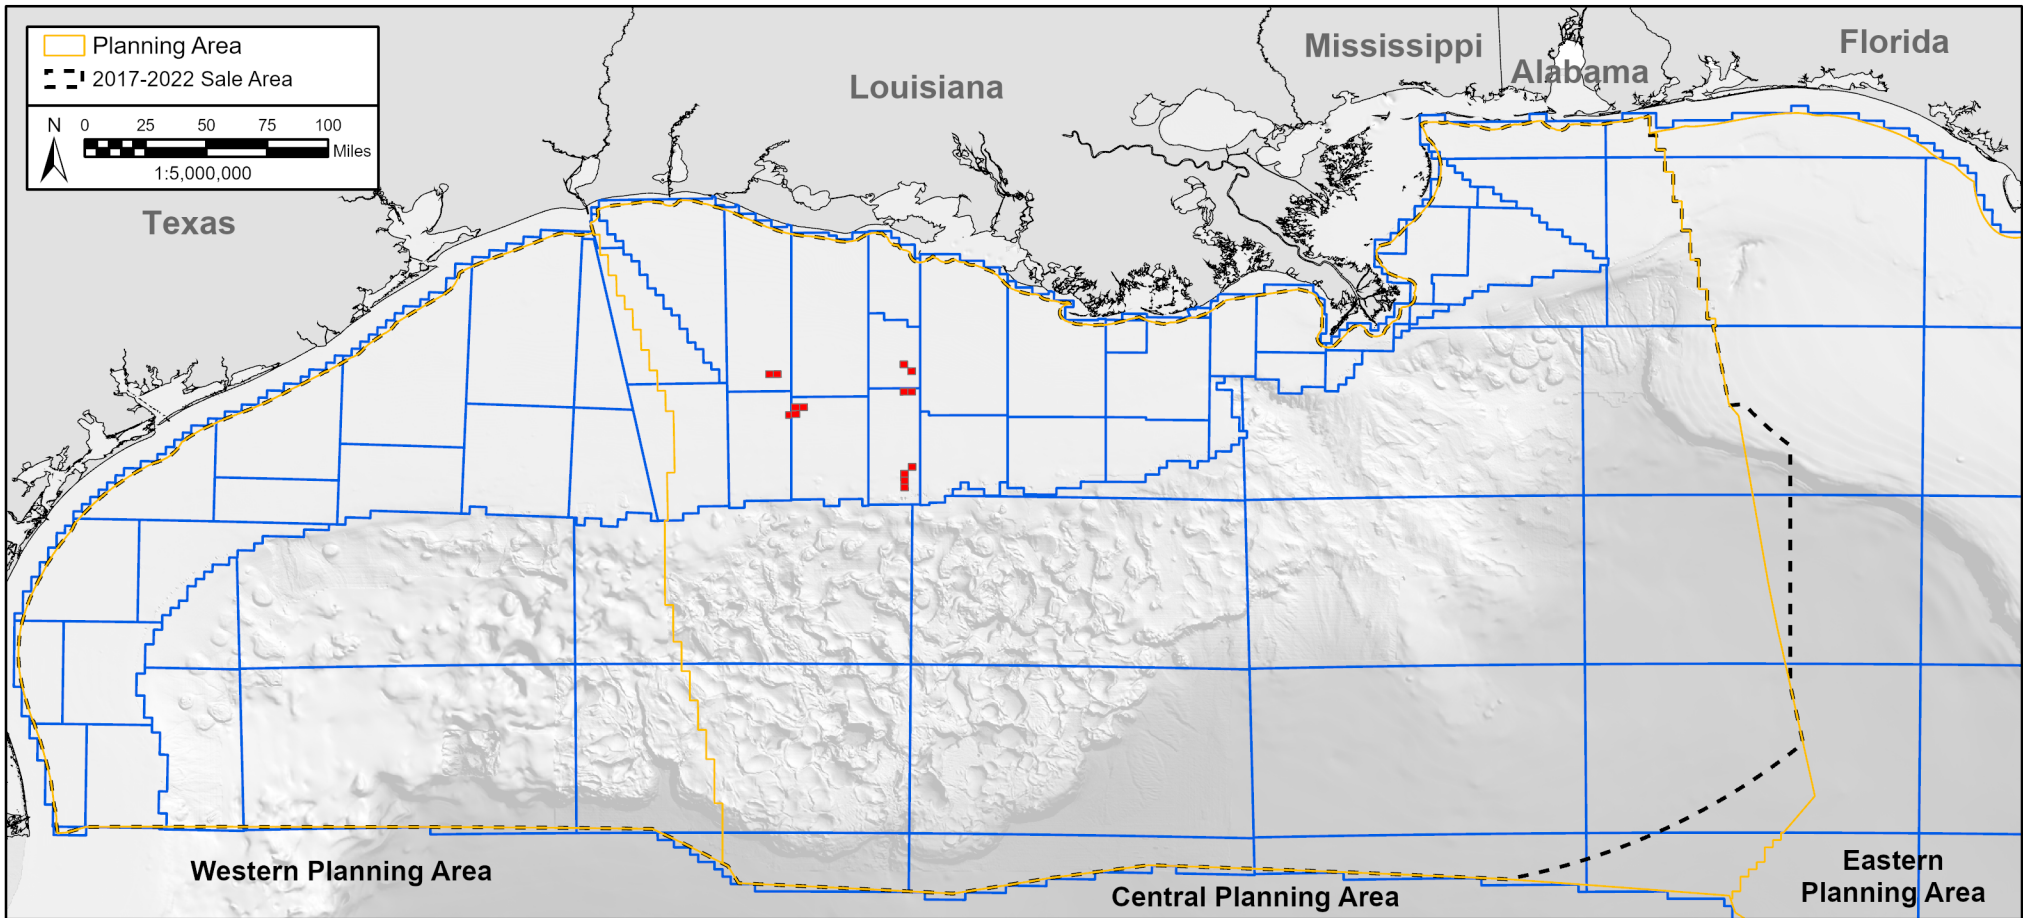 Planning Area
2017-2022 Sale Area
N
0 25 50 75 100
Miles
1:5,000,000
Texas
Louisiana
Mississippi
Alabama
Florida
Western Planning Area
Central Planning Area
Eastern
Planning Area